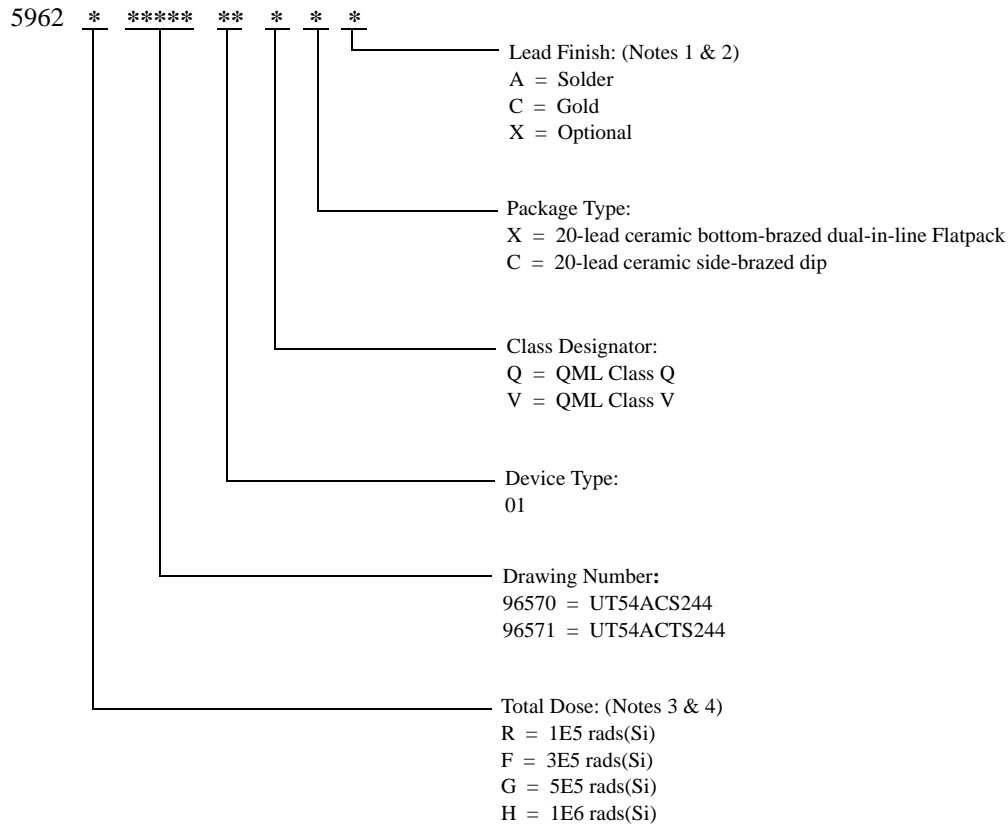 5962 * ***** ** * * *
Lead Finish: (Notes 1 & 2)
A = Solder
C = Gold
X = Optional
Package Type:
X = 20-lead ceramic bottom-brazed dual-in-line Flatpack
C = 20-lead ceramic side-brazed dip
Class Designator:
Q = QML Class Q
V = QML Class V
Device Type:
01
Drawing Number:
96570 = UT54ACS244
96571 = UT54ACTS244
Total Dose: (Notes 3 & 4)
R = 1E5 rads(Si)
F = 3E5 rads(Si)
G = 5E5 rads(Si)
H = 1E6 rads(Si)